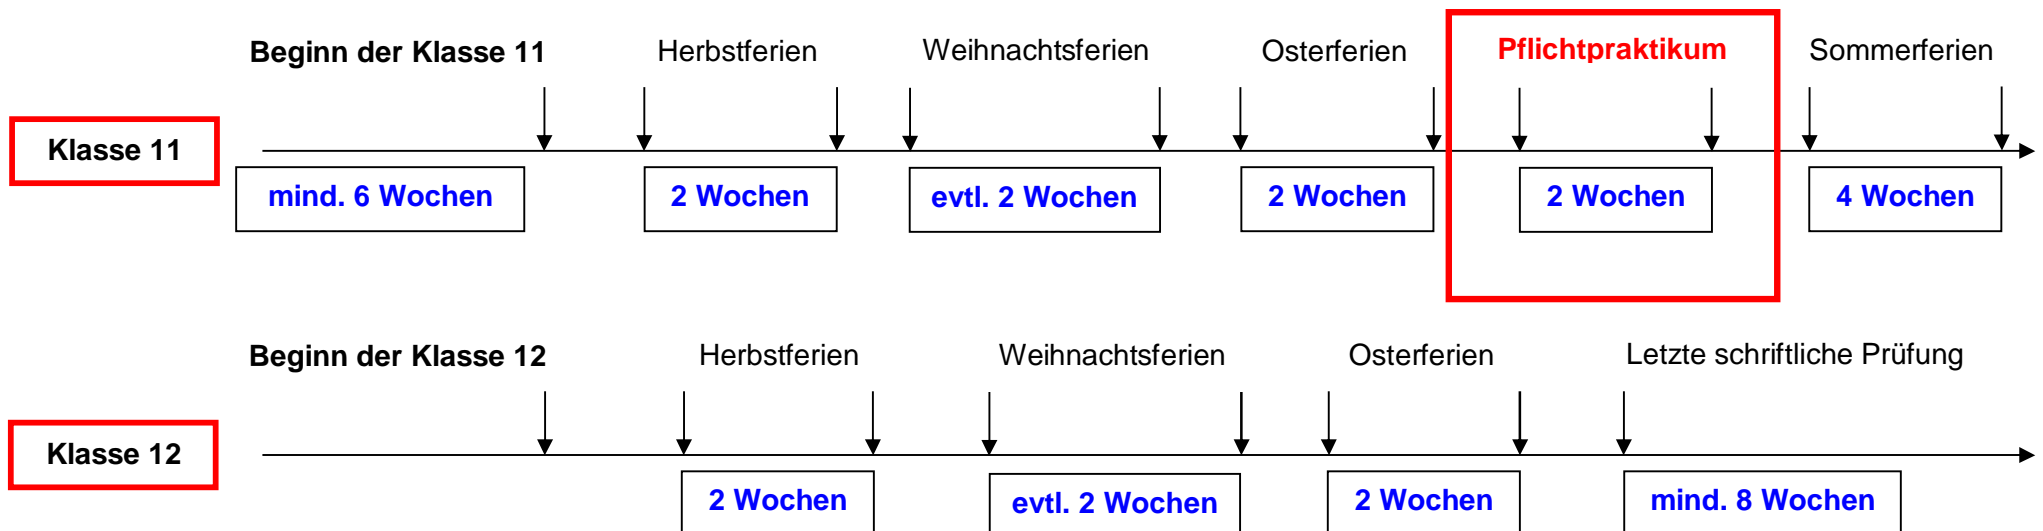 Beginn der Klasse 11 Herbstferien Weihnachtsferien Osterferien Pflichtpraktikum Sommerferien
Klasse 11
mind. 6 Wochen 2 Wochen evtl. 2 Wochen 2 Wochen 2 Wochen 4 Wochen
Beginn der Klasse 12 Herbstferien Weihnachtsferien Osterferien Letzte schriftliche Prüfung
Klasse 12
2 Wochen evtl. 2 Wochen 2 Wochen mind. 8 Wochen